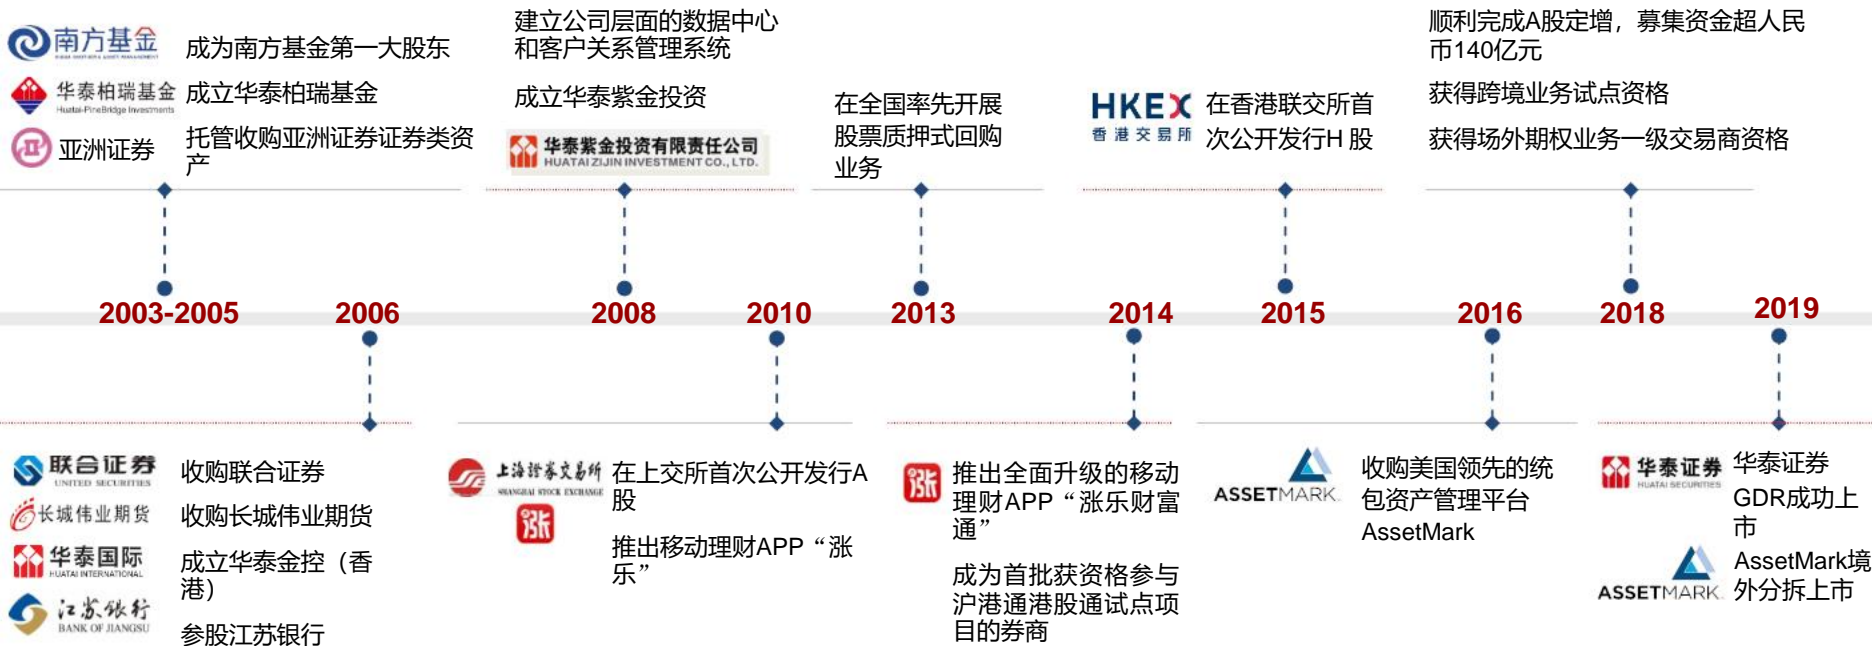 南方基金
成为南方基金第一大股东
华泰柏瑞基金
Huatai-PineBridge Investments
成立华泰柏瑞基金
亚洲证券
托管收购亚洲证券证券类资
产
建立公司层面的数据中心
和客户关系管理系统
成立华泰紫金投资
华泰紫金投资有限责任公司
HUATAI ZIJIN INVESTMENT CO., LTD.
在全国率先开展
股票质押式回购
业务
HKEX
香港交易所
在香港联交所首
次公开发行H 股
顺利完成A股定增，募集资金超人民
币140亿元
获得跨境业务试点资格
获得场外期权业务一级交易商资格
2003-2005
2006
2008
2010
2013
2014
2015
2016
2018
2019
联合证券
UNITED SECURITIES
收购联合证券
长城伟业期货
收购长城伟业期货
华泰国际
HUATAI INTERNATIONAL
成立华泰金控（香
港）
江苏银行
BANK OF JIANGSU
参股江苏银行
上海證券交易所
SHANGHAI STOCK EXCHANGE
在上交所首次公开发行A
股
涨
推出移动理财APP“涨
乐”
涨
推出全面升级的移动
理财APP“涨乐财富
通”
成为首批获资格参与
沪港通港股通试点项
目的券商
ASSETMARK
收购美国领先的统
包资产管理平台
AssetMark
华泰证券
HUATAI SECURITIES
华泰证券
GDR成功上
市
ASSETMARK
AssetMark境
外分拆上市